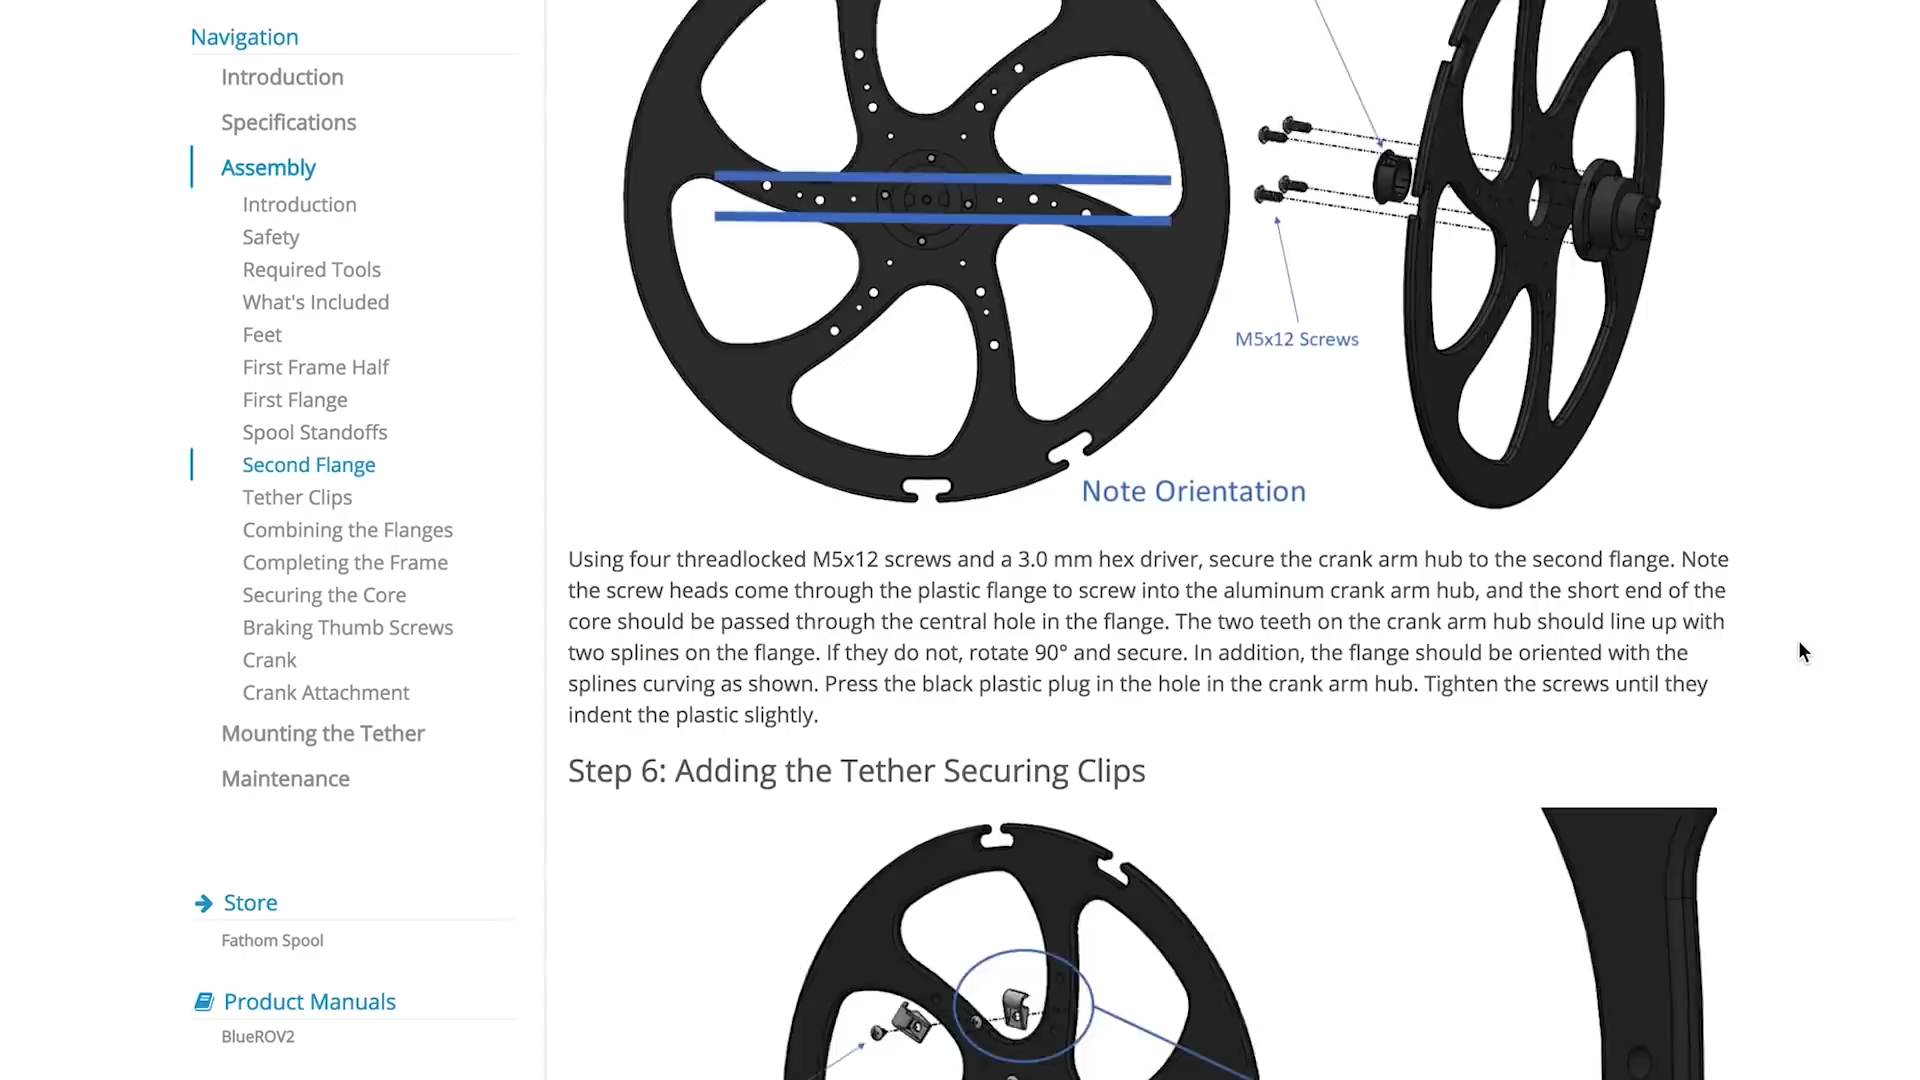 Navigation
Introduction
Specifications
Assembly
Introduction
Safety
Required Tools
What's Included
Feet
First Frame Half
First Flange
Spool Standoffs
Second Flange
Tether Clips
Combining the Flanges
Completing the Frame
Securing the Core
Braking Thumb Screws
Crank
Crank Attachment
Mounting the Tether
Maintenance
Store
Fathom Spool
Product Manuals
BlueROV2
M5x12 Screws
Note Orientation
Using four threadlocked M5x12 screws and a 3.0 mm hex driver, secure the crank arm hub to the second flange. Note
the screw heads come through the plastic flange to screw into the aluminum crank arm hub, and the short end of the
core should be passed through the central hole in the flange. The two teeth on the crank arm hub should line up with
two splines on the flange. If they do not, rotate 90° and secure. In addition, the flange should be oriented with the
splines curving as shown. Press the black plastic plug in the hole in the crank arm hub. Tighten the screws until they
indent the plastic slightly.
Step 6: Adding the Tether Securing Clips